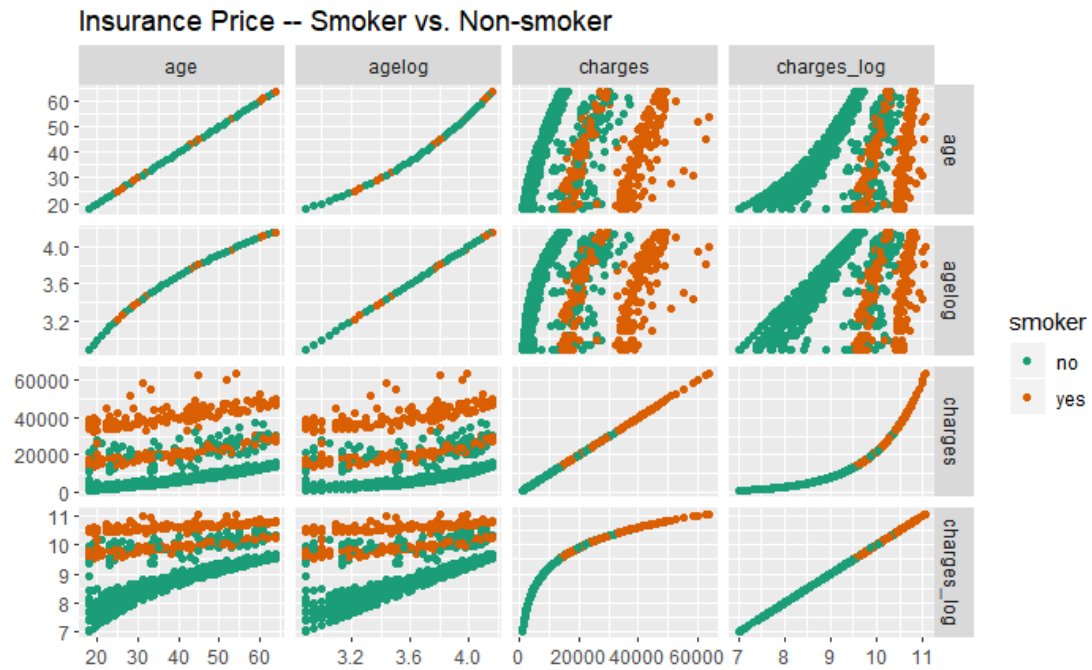 Insurance Price -- Smoker vs. Non-smoker
age agelog charges charges_log
60
50
40
30
20
age
4.0
3.6
3.2
agelog
smoker
no
yes
60000
40000
20000
0
charges
11
10
9
8
7
charges_log
20 30 40 50 60 3.2 3.6 4.0 0 20000 40000 60000 7 8 9 10 11